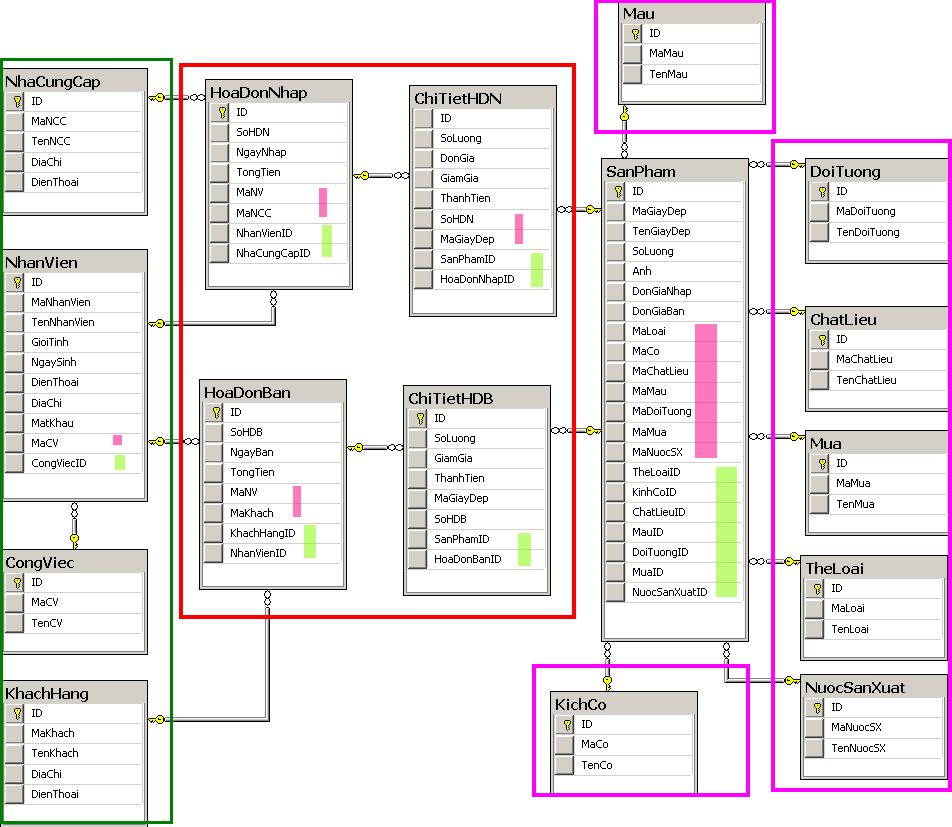 NhaCungCap
ID
MaNCC
TenNCC
DiaChi
DienThoai
NhanVien
ID
MaNhanVien
TenNhanVien
GioiTinh
NgaySinh
DienThoai
DiaChi
MatKhau
MaCV
CongViecID
CongViec
ID
MaCV
TenCV
KhachHang
ID
MaKhach
TenKhach
DiaChi
DienThoai
HoaDonNhap
ID
SoHDN
NgayNhap
TongTien
MaNV
MaNCC
NhanVienID
NhaCungCapID
HoaDonBan
ID
SoHDB
NgayBan
TongTien
MaNV
MaKhach
KhachHangID
NhanVienID
ChiTietHDN
ID
SoLuong
DonGia
GiamGia
ThanhTien
SoHDN
MaGiayDep
SanPhamID
HoaDonNhapID
ChiTietHDB
ID
SoLuong
GiamGia
ThanhTien
MaGiayDep
SoHDB
SanPhamID
HoaDonBanID
Mau
ID
MaMau
TenMau
SanPham
ID
MaGiayDep
TenGiayDep
SoLuong
Anh
DonGiaNhap
DonGiaBan
MaLoai
MaCo
MaChatLieu
MaMau
MaDoiTuong
MaMua
MaNuocSX
TheLoaiID
KinhCoID
ChatLieuID
MauID
DoiTuongID
MuaID
NuocSanXuatID
KichCo
ID
MaCo
TenCo
DoiTuong
ID
MaDoiTuong
TenDoiTuong
ChatLieu
ID
MaChatLieu
TenChatLieu
Mua
ID
MaMua
TenMua
TheLoai
ID
MaLoai
TenLoai
NuocSanXuat
ID
MaNuocSX
TenNuocSX